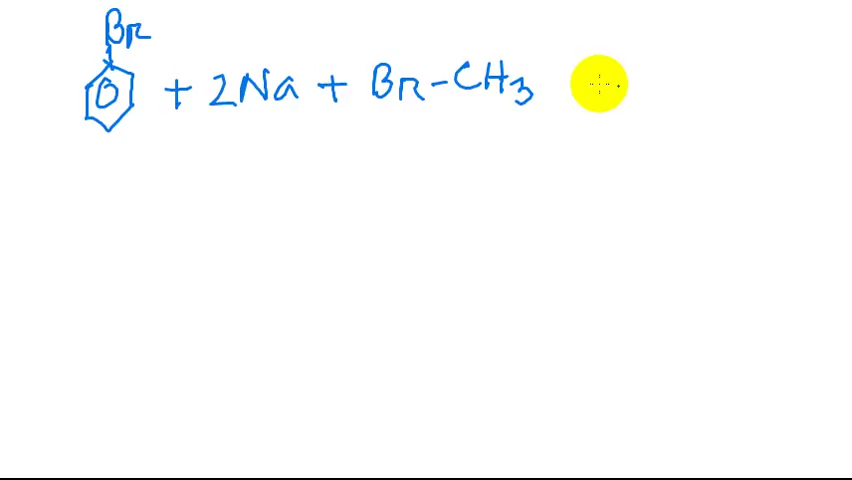 Br
+ 2Na + Br-CH3